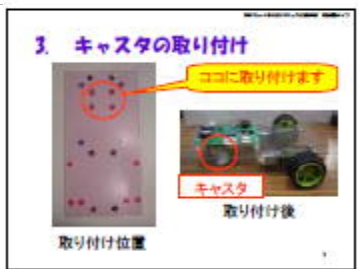 3. キャスタの取り付け
ココに取り付けます
キャスタ
取り付け後
取り付け位置